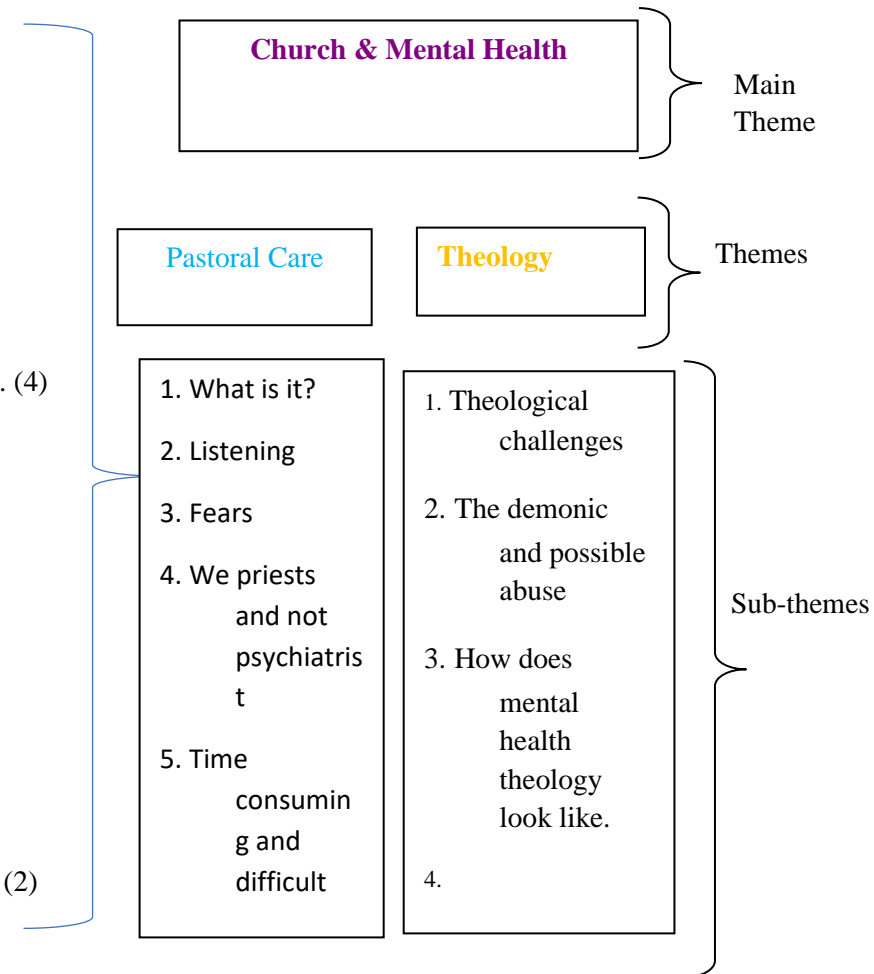 Church & Mental Health
Main
Theme
Pastoral Care
Theology
Themes
. (4)
1. What is it?
2. Listening
3. Fears
4. We priests
and not
psychiatris
t
5. Time
consumin
g and
difficult
(2)
1. Theological
challenges
2. The demonic
and possible
abuse
3. How does
mental
health
theology
look like.
4.
Sub-themes